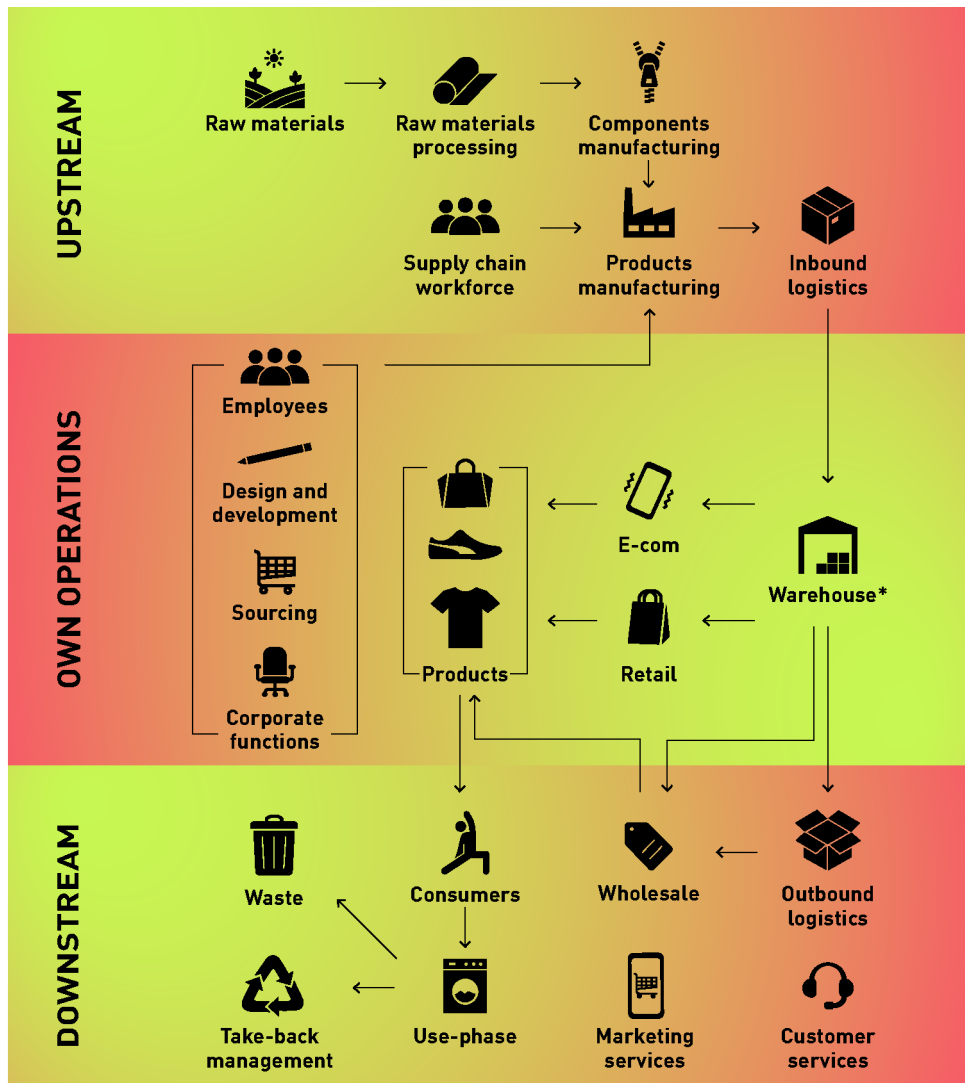 UPSTREAM
Raw materials
Raw materials
processing
Components
manufacturing
Supply chain
workforce
Products
manufacturing
Inbound
logistics
OWN OPERATIONS
Employees
Design and
development
Sourcing
Corporate
functions
Products
E-com
Retail
Warehouse*
DOWNSTREAM
Waste
Consumers
Wholesale
Outbound
logistics
Take-back
management
Use-phase
Marketing
services
Customer
services